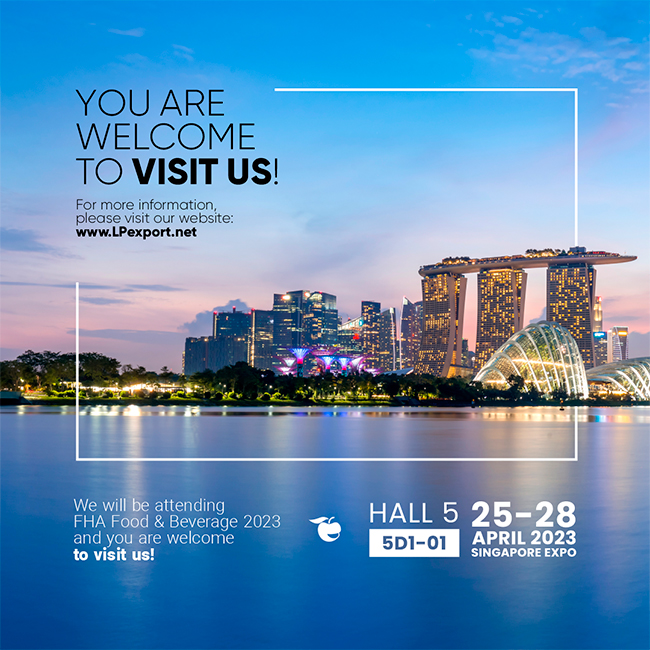 YOU ARE
WELCOME
TO VISIT US!
For more information,
please visit our website:
www.LPexport.net
We will be attending
FHA Food & Beverage 2023
and you are welcome
to visit us!
HALL 5
5D1-01
25-28
APRIL 2023
SINGAPORE EXPO